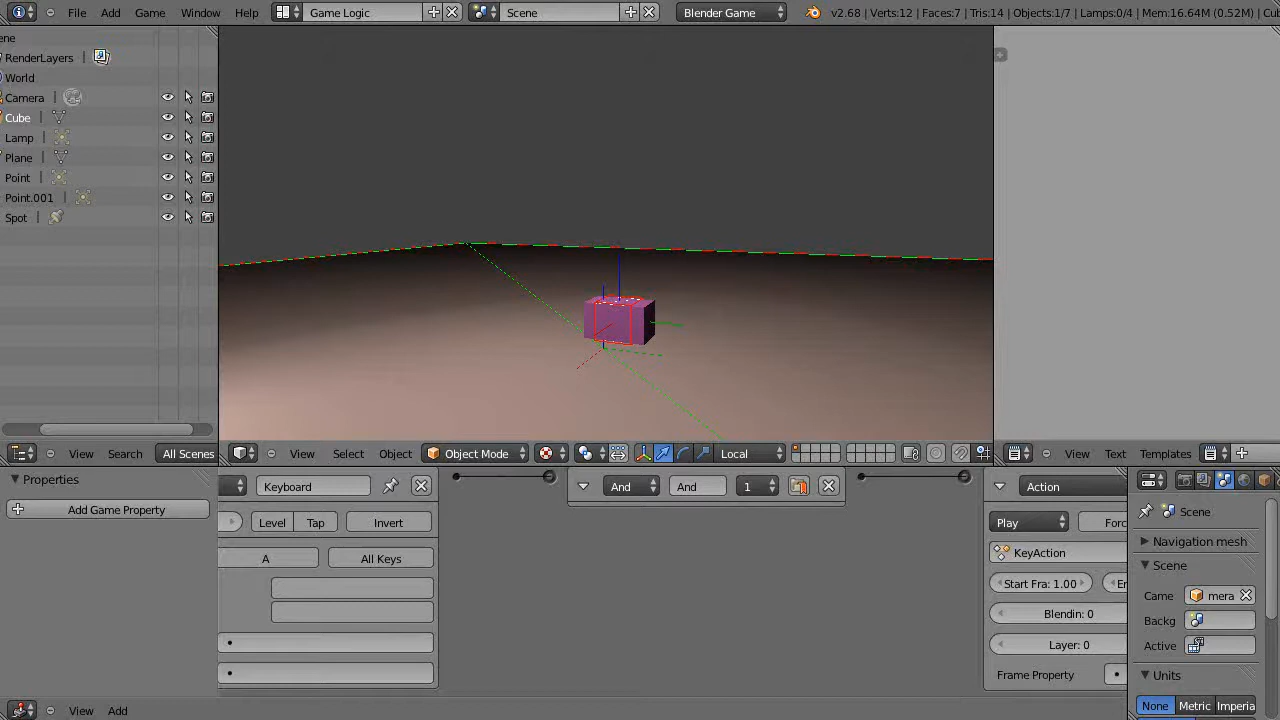 File Add Game Window Help Game Logic Scene Blender Game v2.68 | Verts:12 | Faces:7 | Tris:14 | Objects:1/7 | Lamps:0/4 | Mem:16.64M (0.52M) | Cube
ne
RenderLayers |
World
Camera |
Cube |
Lamp |
Plane |
Point |
Point.001 |
Spot |
View Search All Scenes
View Select Object Object Mode Local
View Text Templates
Properties
Add Game Property
Keyboard
Level Tap Invert
A All Keys
And And 1
Action
Play Forc
KeyAction
Start Fra: 1.00 En
Blendin: 0
Layer: 0
Frame Property
Scene
Navigation mesh
Scene
Came mera
Backg
Active
Units
None Metric Imperia
View Add